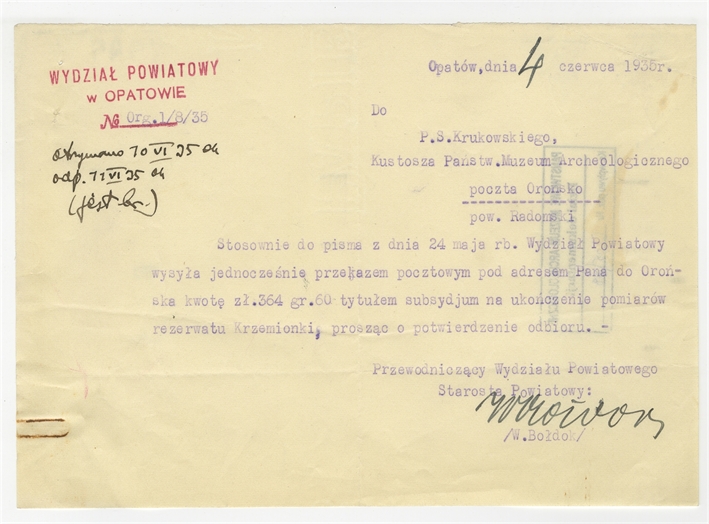 WYDZIAŁ POWIATOWY
w OPATOWIE
№ Org.1/8/35
otrzymano 10 VI 35
odp. 11 VI 35
Opatów,dnia 4 czerwca 1935r.
Do
P.S.Krukowskiego,
Kustosza Państw.Muzeum Archeologicznego
poczta Orońsko
pow. Radomski
Stosownie do pisma z dnia 24 maja rb. Wydział Powiatowy
wysyła jednocześnie przekazem pocztowym pod adresem Pana do Oroń-
ska kwotę zł.364 gr.60 tytułem subsydjum na ukończenie pomiarów
rezerwatu Krzemionki, prosząc o potwierdzenie odbioru. -
Przewodniczący Wydziału Powiatowego
Starosta Powiatowy:
/W.Bołdok/